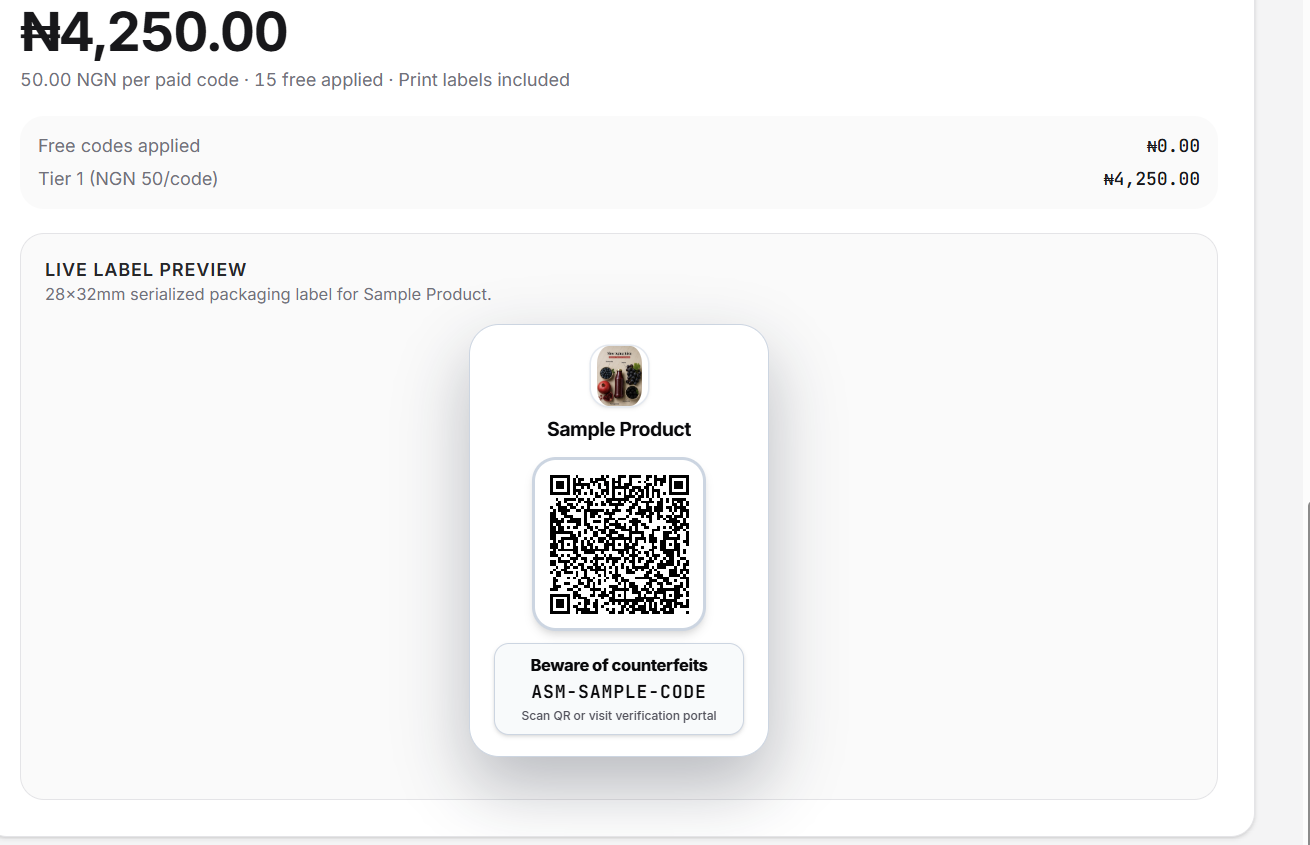 ₦4,250.00
50.00 NGN per paid code · 15 free applied · Print labels included
Free codes applied ₦0.00
Tier 1 (NGN 50/code) ₦4,250.00
LIVE LABEL PREVIEW
28×32mm serialized packaging label for Sample Product.
Sample Product
Beware of counterfeits
ASM-SAMPLE-CODE
Scan QR or visit verification portal